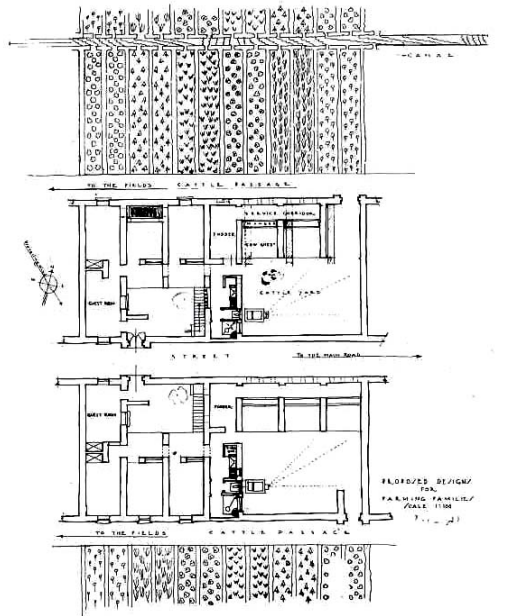 CANAL
TO THE FIELDS CATTLE PASSAGE
SERVICE CORRIDOR
MANGER
FODDER
COW SHED
CATTLE YARD
GUEST ROOM
STREET
TO THE MAIN ROAD
GUEST ROOM
FODDER
PROPOSED DESIGNS
FOR
FARMING FAMILIES
SCALE 1:100
TO THE FIELDS CATTLE PASSAGE